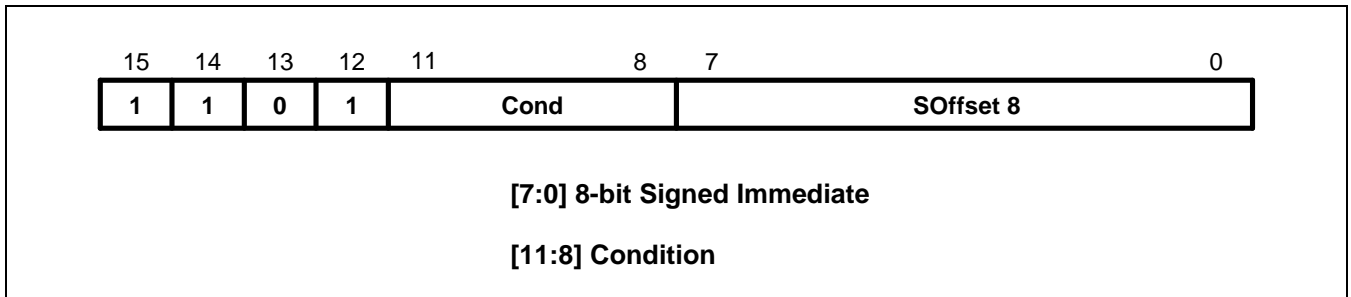 15 14 13 12 11 8 7 0
1 1 0 1 Cond SOffset 8
[7:0] 8-bit Signed Immediate
[11:8] Condition